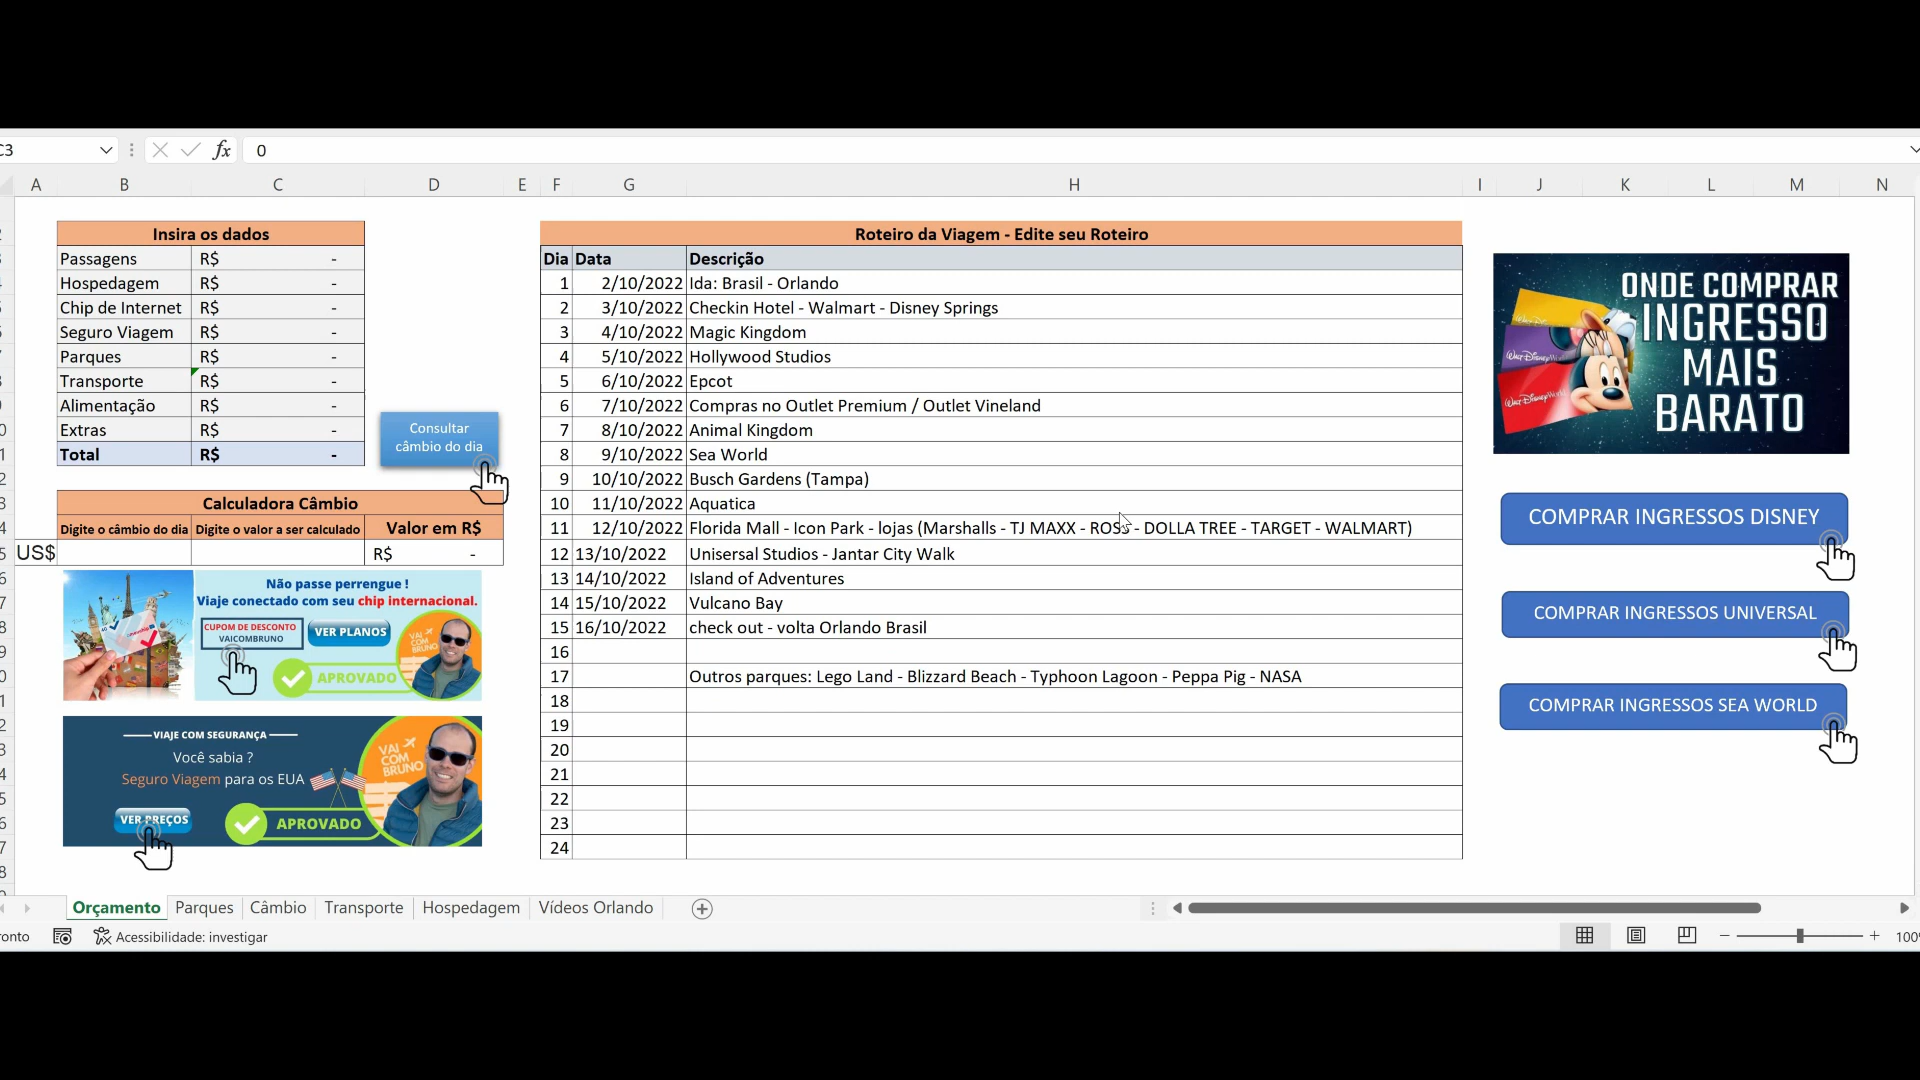 C3
fx
0
A B C D E F G H I J K L M N
Insira os dados
Passagens R$ -
Hospedagem R$ -
Chip de Internet R$ -
Seguro Viagem R$ -
Parques R$ -
Transporte R$ -
Alimentação R$ -
Extras R$ -
Total R$ -
Consultar
câmbio do dia
Calculadora Câmbio
Digite o câmbio do dia Digite o valor a ser calculado Valor em R$
US$ R$ -
Não passe perrengue !
Viaje conectado com seu chip internacional.
CUPOM DE DESCONTO
VAICOMBRUNO
VER PLANOS
VAI
COM
BRUNO
APROVADO
VIAJE COM SEGURANÇA
Você sabia ?
Seguro Viagem para os EUA
VER PREÇOS
APROVADO
VAI
COM
BRUNO
Roteiro da Viagem - Edite seu Roteiro
Dia Data Descrição
1 2/10/2022 Ida: Brasil - Orlando
2 3/10/2022 Checkin Hotel - Walmart - Disney Springs
3 4/10/2022 Magic Kingdom
4 5/10/2022 Hollywood Studios
5 6/10/2022 Epcot
6 7/10/2022 Compras no Outlet Premium / Outlet Vineland
7 8/10/2022 Animal Kingdom
8 9/10/2022 Sea World
9 10/10/2022 Busch Gardens (Tampa)
10 11/10/2022 Aquatica
11 12/10/2022 Florida Mall - Icon Park - lojas (Marshalls - TJ MAXX - ROSS - DOLLA TREE - TARGET - WALMART)
12 13/10/2022 Unisersal Studios - Jantar City Walk
13 14/10/2022 Island of Adventures
14 15/10/2022 Vulcano Bay
15 16/10/2022 check out - volta Orlando Brasil
16
17 Outros parques: Lego Land - Blizzard Beach - Typhoon Lagoon - Peppa Pig - NASA
18
19
20
21
22
23
24
ONDE COMPRAR
INGRESSO
MAIS
BARATO
COMPRAR INGRESSOS DISNEY
COMPRAR INGRESSOS UNIVERSAL
COMPRAR INGRESSOS SEA WORLD
Orçamento Parques Câmbio Transporte Hospedagem Vídeos Orlando
Acessibilidade: investigar